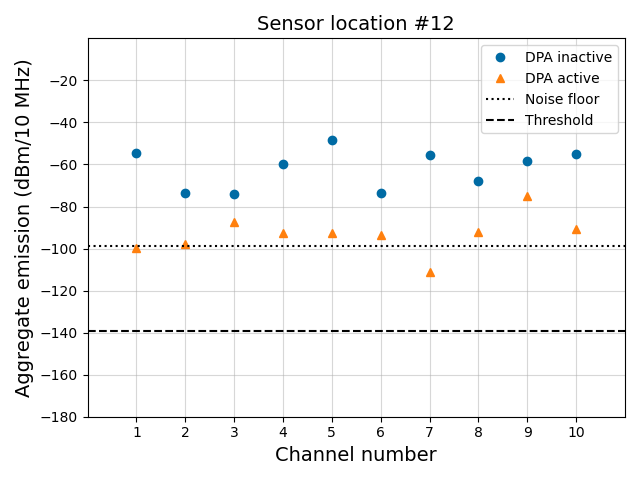 Sensor location #12
DPA inactive
DPA active
Noise floor
Threshold
Aggregate emission (dBm/10 MHz)
−20
−40
−60
−80
−100
−120
−140
−160
−180
1 2 3 4 5 6 7 8 9 10
Channel number